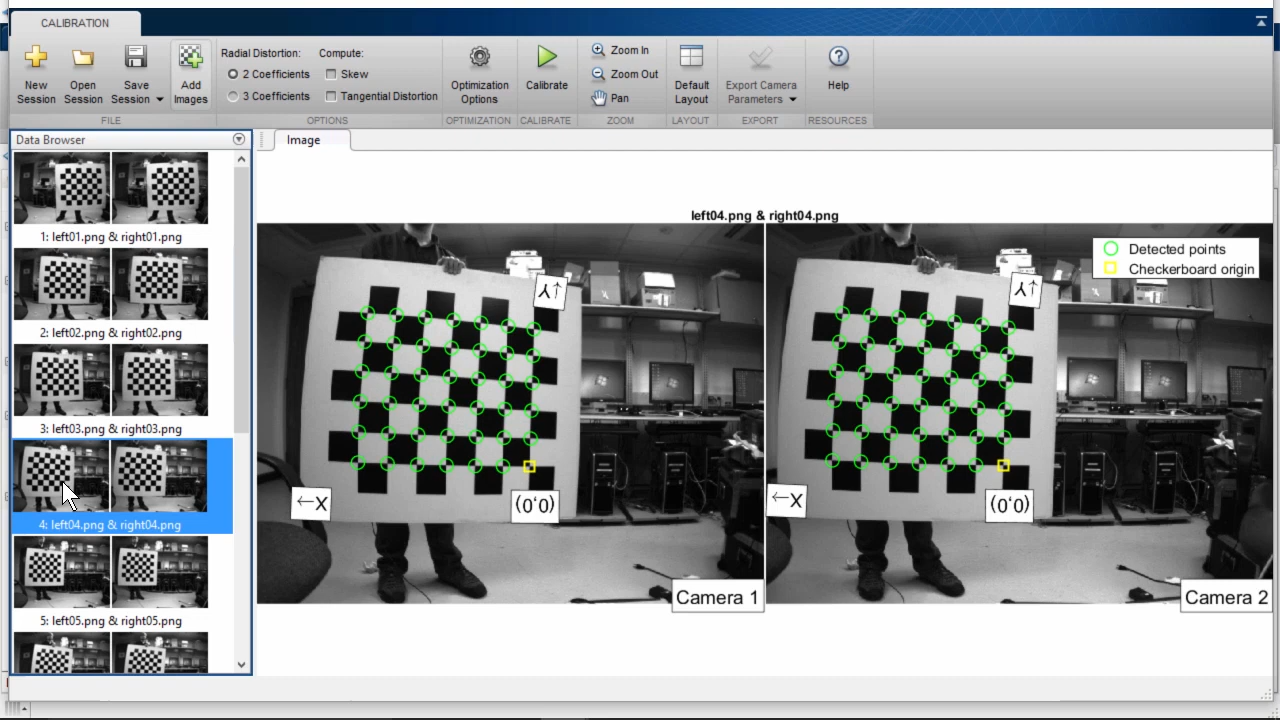 CALIBRATION
New Session
Open Session
Save Session
Add Images
FILE
Radial Distortion:
2 Coefficients
3 Coefficients
Compute:
Skew
Tangential Distortion
OPTIONS
Optimization Options
OPTIMIZATION
Calibrate
CALIBRATE
Zoom In
Zoom Out
Pan
ZOOM
Default Layout
LAYOUT
Export Camera Parameters
EXPORT
Help
RESOURCES
Data Browser
Image
1: left01.png & right01.png
2: left02.png & right02.png
3: left03.png & right03.png
4: left04.png & right04.png
5: left05.png & right05.png
left04.png & right04.png
Detected points
Checkerboard origin
Y→
←X
(0,0)
Camera 1
Y→
←X
(0,0)
Camera 2